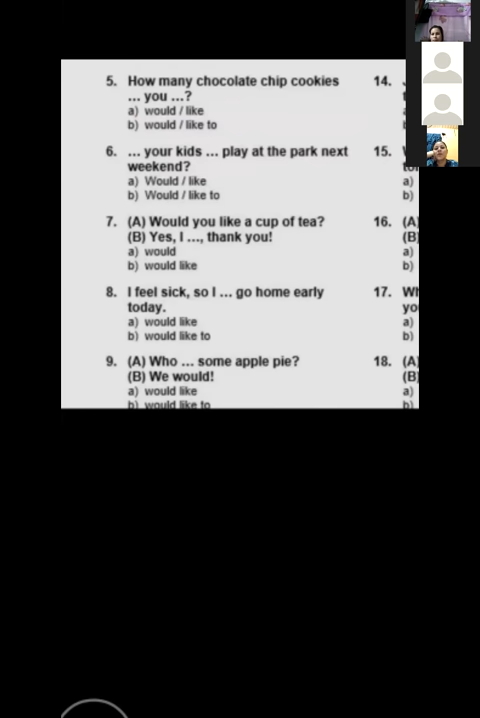 5. How many chocolate chip cookies
... you ...?
a) would / like
b) would / like to
6. ... your kids ... play at the park next
weekend?
a) Would / like
b) Would / like to
7. (A) Would you like a cup of tea?
(B) Yes, I ..., thank you!
a) would
b) would like
8. I feel sick, so I ... go home early
today.
a) would like
b) would like to
9. (A) Who ... some apple pie?
(B) We would!
a) would like
b) would like to
14.
15.
a)
b)
16. (A)
(B)
a)
b)
17.
a)
b)
18. (A)
(B)
a)
b)